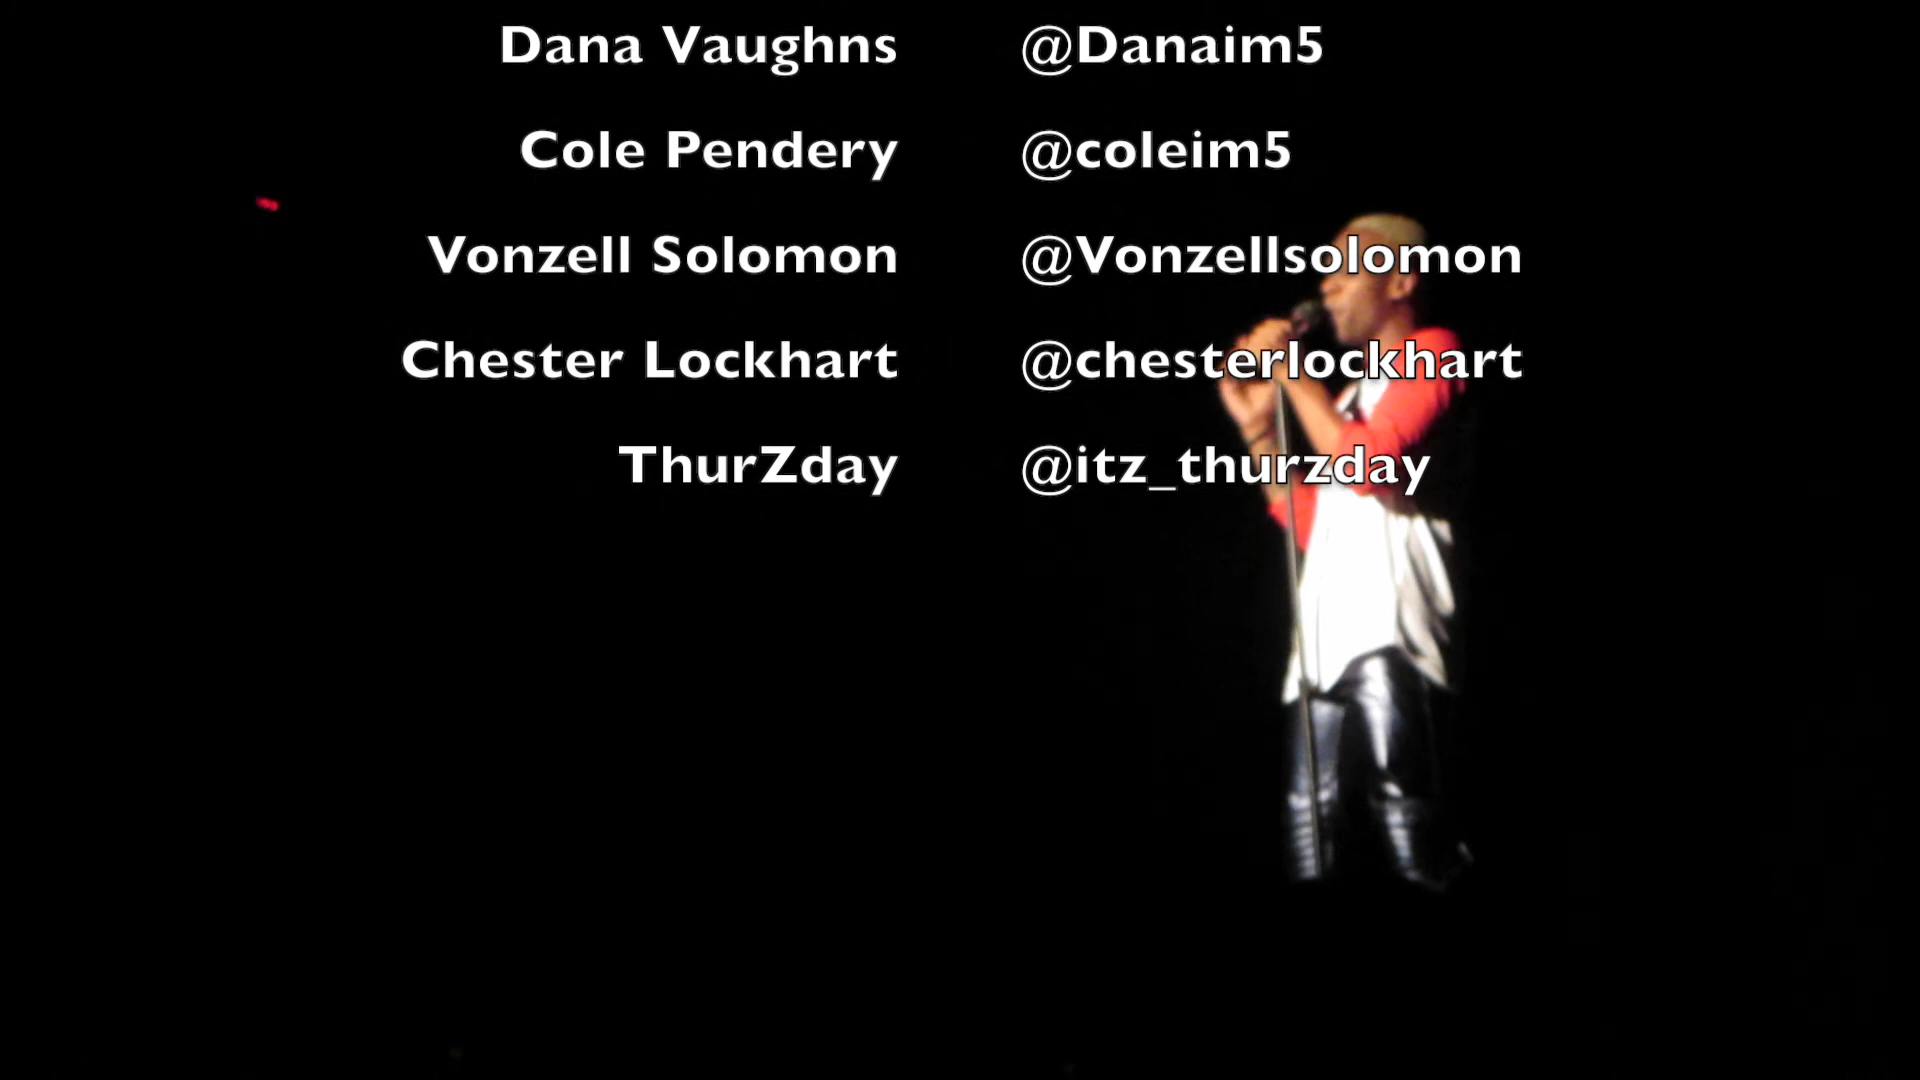 Dana Vaughns @Danaim5
Cole Pendery @coleim5
Vonzell Solomon @Vonzellsolomon
Chester Lockhart @chesterlockhart
ThurZday @itz_thurzday